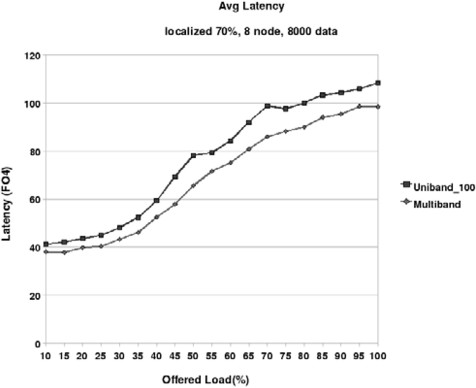 Avg Latency
localized 70%, 8 node, 8000 data
120
100
80
60
40
20
0
Latency (FO4)
10 15 20 25 30 35 40 45 50 55 60 65 70 75 80 85 90 95 100
Offered Load(%)
Uniband_100
Multiband